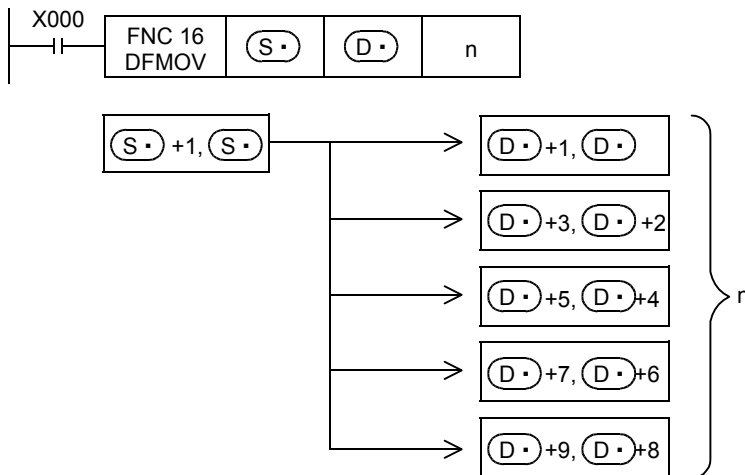 X000
FNC 16
DFMOV
S·
D·
n
S· +1, S·
D· +1, D·
D· +3, D· +2
D· +5, D· +4
D· +7, D· +6
D· +9, D· +8
n